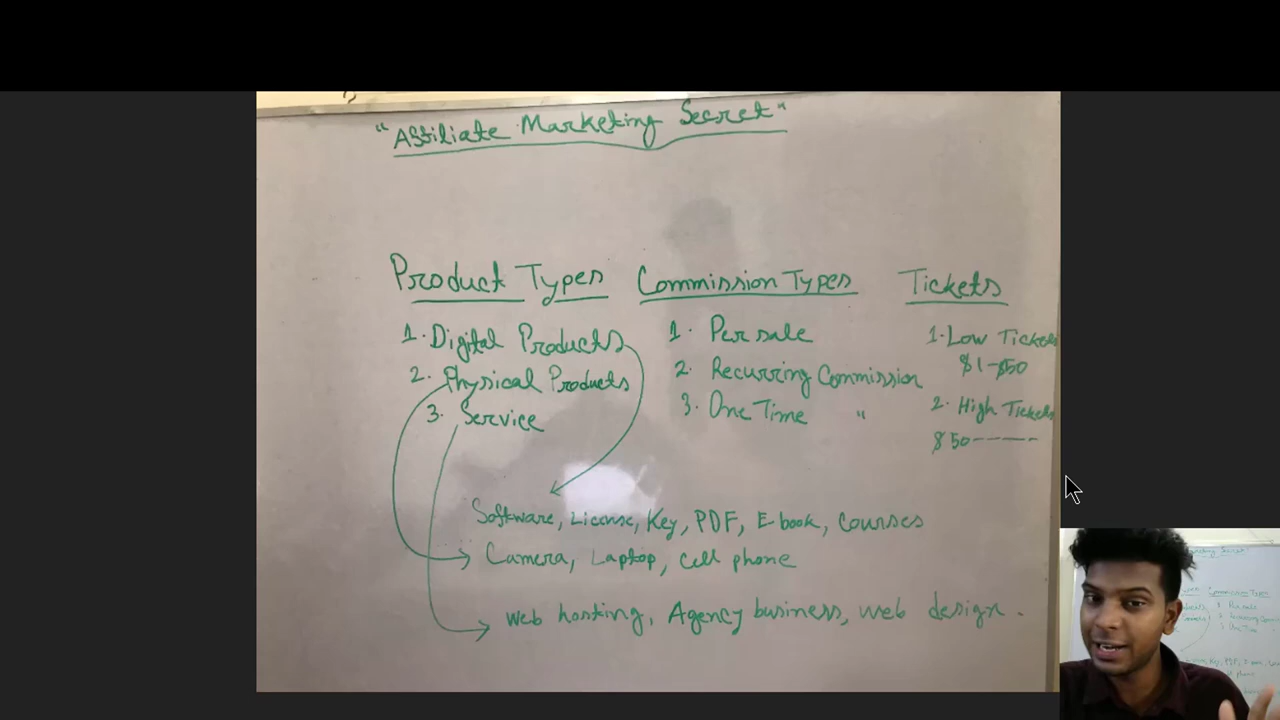 "Affiliate Marketing Secret"
Product Types
1. Digital Products
2. Physical Products
3. Service
Commission Types
1. Per sale
2. Recurring Commission
3. One Time "
Tickets
1. Low Tickets
$1-$50
2. High Tickets
$50-----
Software, License, Key, PDF, E book, Courses
Camera, Laptop, Cell phone
Web hosting, Agency business, web design.